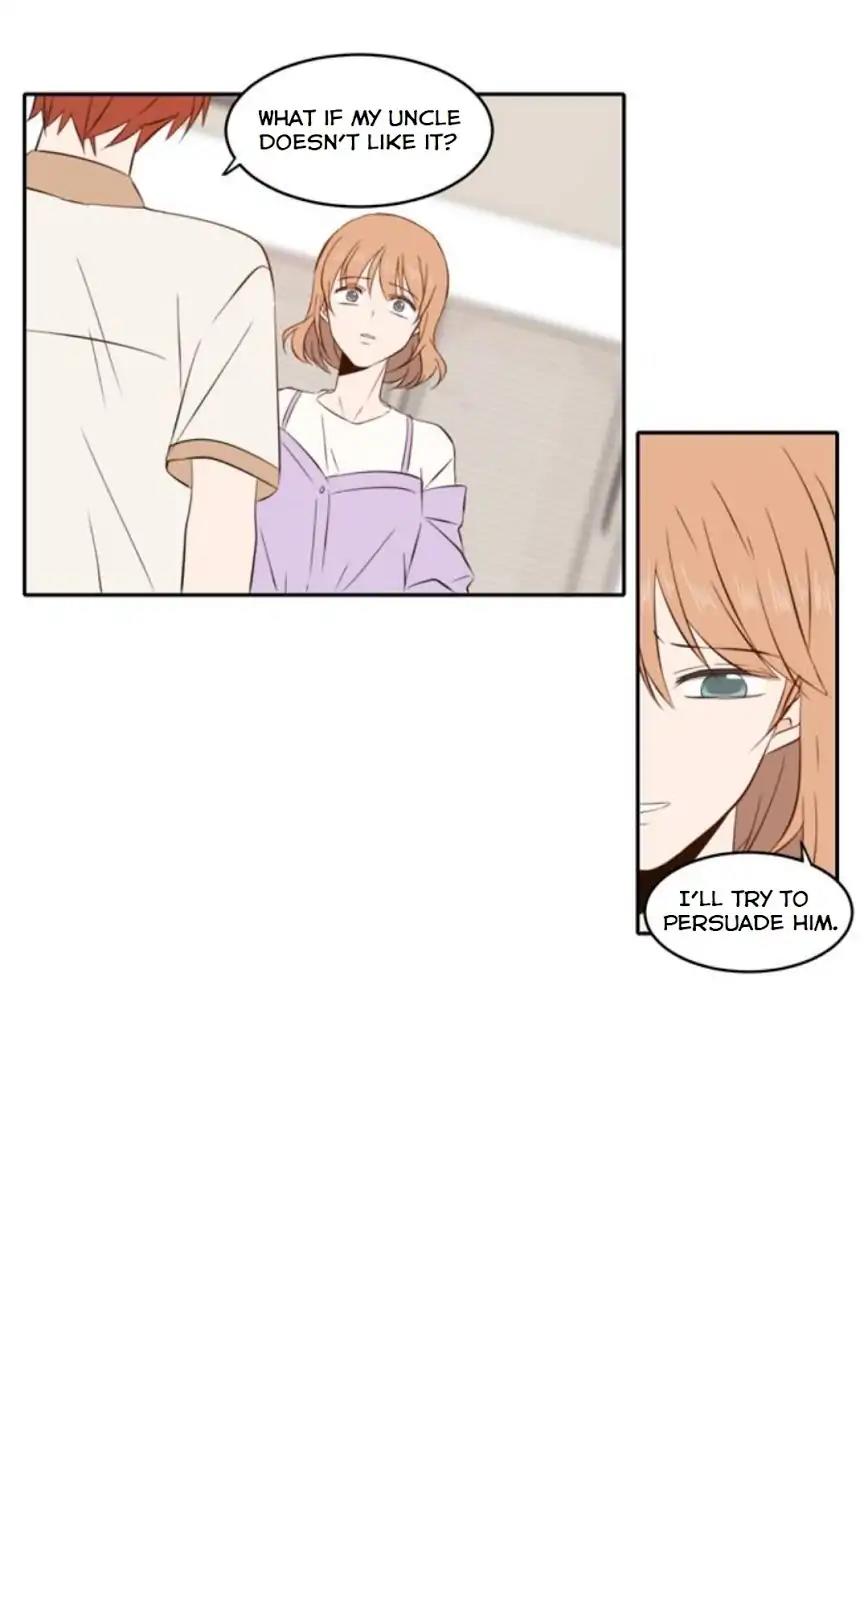 WHAT IF MY UNCLE
DOESN'T LIKE IT?
I'LL TRY TO
PERSUADE HIM.